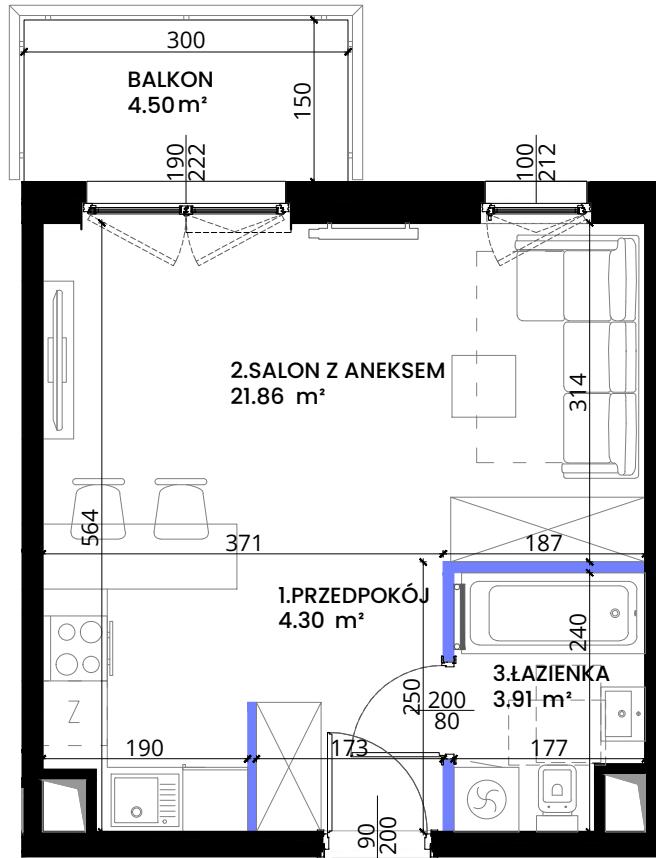 300
BALKON
4.50 m²
150
190
222
100
212
2.SALON Z ANEKSEM
21.86 m²
314
564
371
187
1.PRZEDPOKÓJ
4.30 m²
240
3.ŁAZIENKA
3.91 m²
250
200
80
Z
190
173
177
90
200